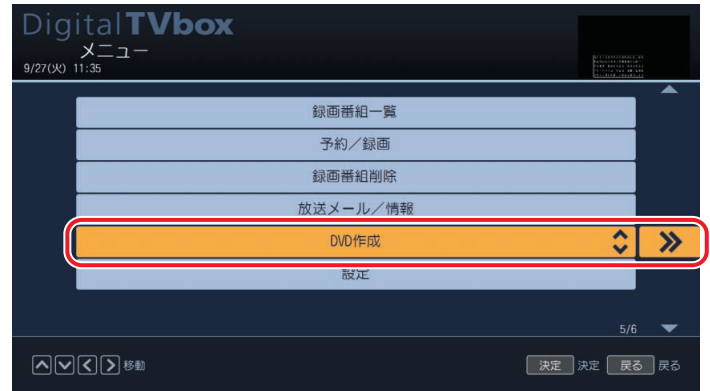 Digital TVbox
メニュー
9/27(火) 11:35
録画番組一覧
予約／録画
録画番組削除
放送メール／情報
DVD作成
設定
5/6
移動
決定 決定 戻る 戻る